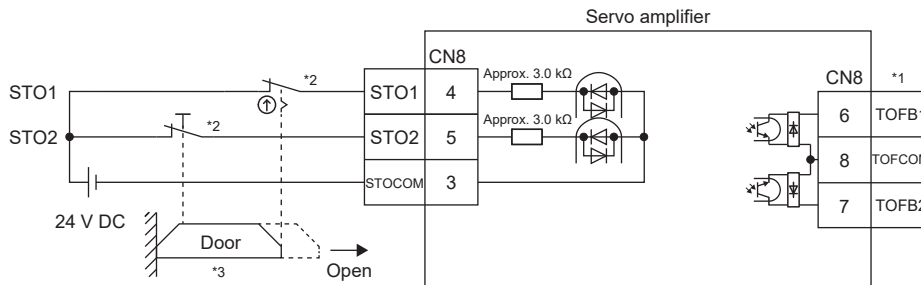 Servo amplifier
CN8
CN8
*1
Approx. 3.0 kΩ
STO1
*2
STO1
4
6
TOFB1
Approx. 3.0 kΩ
STO2
*2
STO2
5
8
TOFCOM
STOCOM
3
7
TOFB2
24 V DC
Door
*3
Open